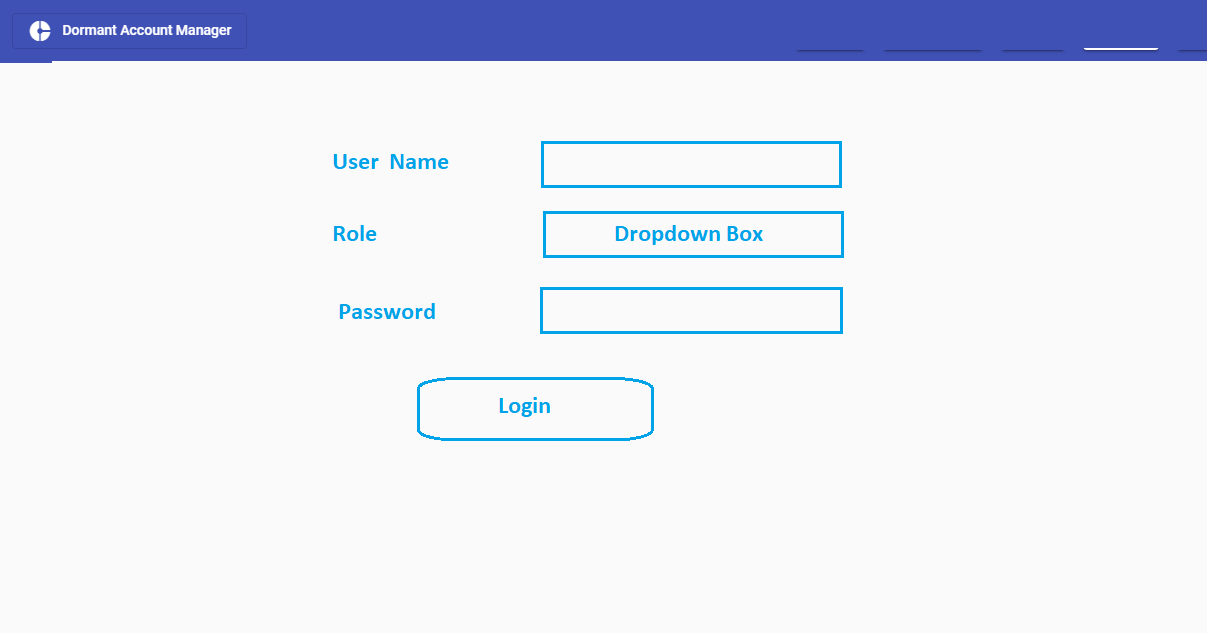 Dormant Account Manager
User Name
Role
Dropdown Box
Password
Login